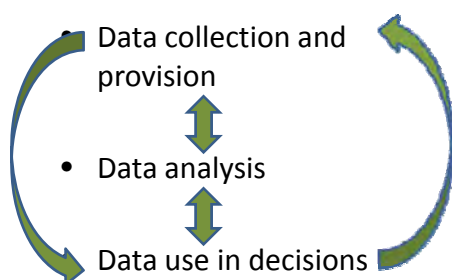 • Data collection and
provision
• Data analysis
Data use in decisions